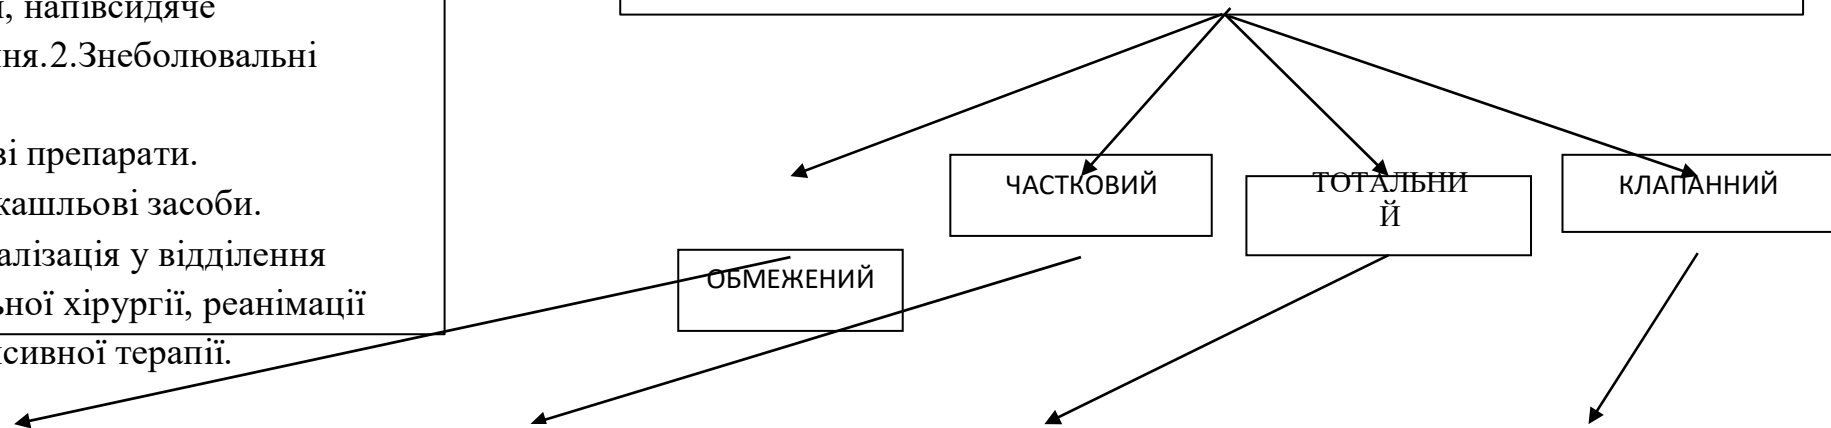 , напівсидяче
ня.2.Знеболювальні
ві препарати.
кашльові засоби.
алізація у відділення
ьної хірургії, реанімації
сивної терапії.
ЧАСТКОВИЙ
ТОТАЛЬНИ
Й
КЛАПАННИЙ
ОБМЕЖЕНИЙ